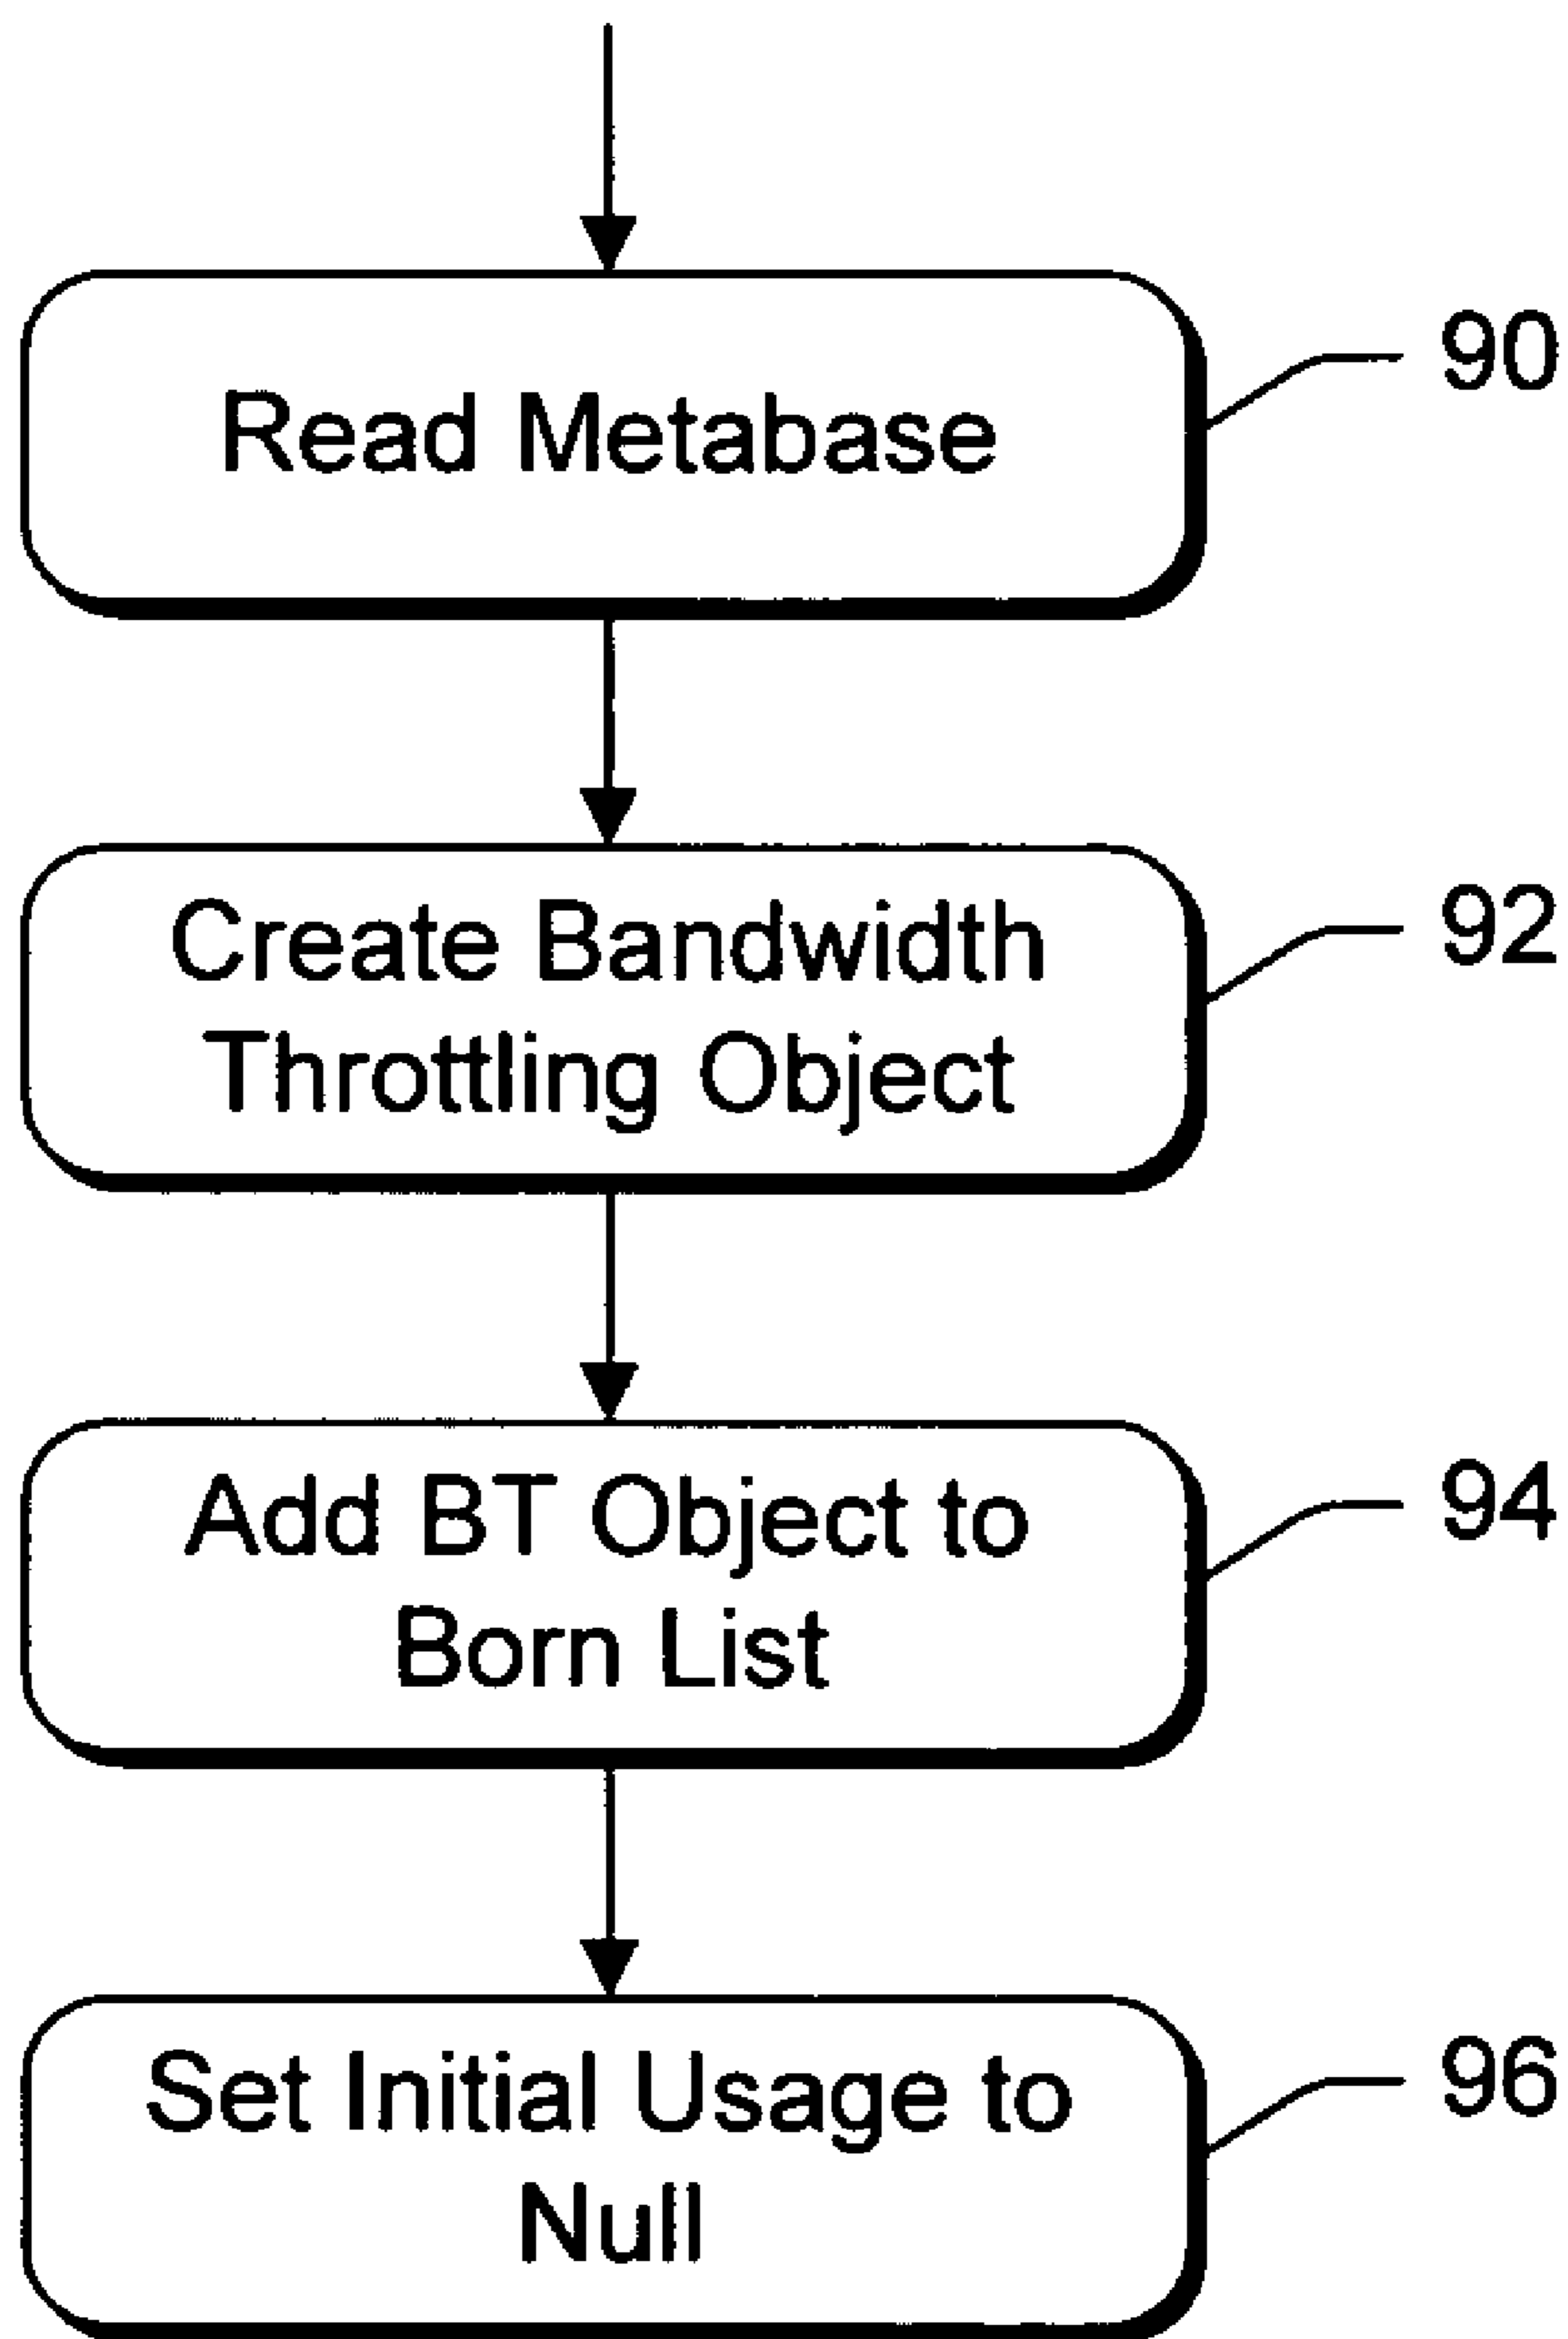 Read Metabase
90
Create Bandwidth
Throttling Object
92
Add BT Object to
Born List
94
Set Initial Usage to
Null
96